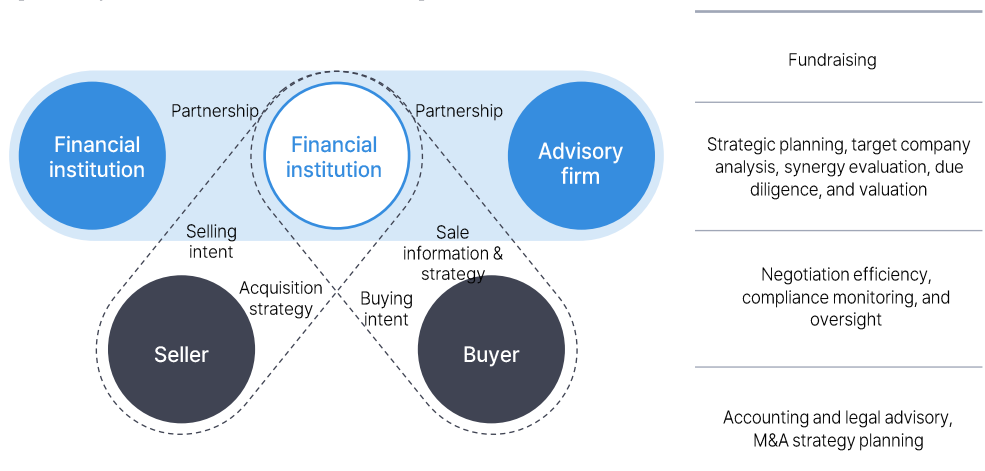 Partnership
Partnership
Financial
institution
Financial
institution
Advisory
firm
Selling
intent
Sale
information &
strategy
Acquisition
strategy
Buying
intent
Seller
Buyer
Fundraising
Strategic planning, target company
analysis, synergy evaluation, due
diligence, and valuation
Negotiation efficiency,
compliance monitoring, and
oversight
Accounting and legal advisory,
M&A strategy planning